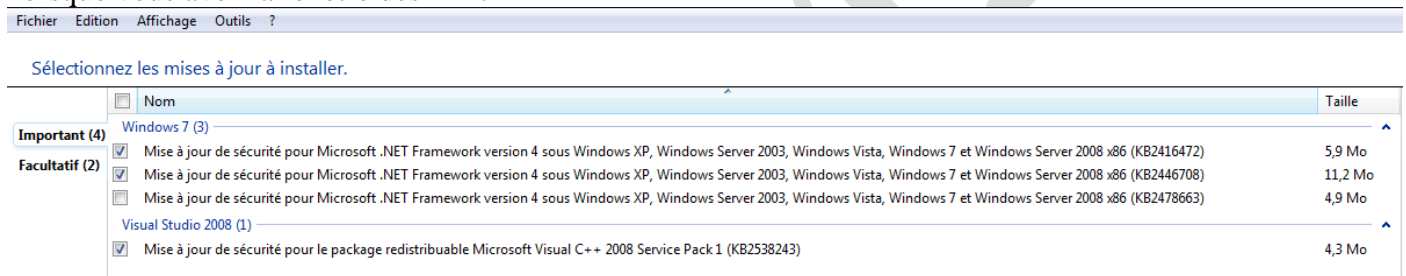 Fichier Edition Affichage Outils ?
Sélectionnez les mises à jour à installer.
Nom Taille
Important (4)
Facultatif (2)
Windows 7 (3)
Mise à jour de sécurité pour Microsoft .NET Framework version 4 sous Windows XP, Windows Server 2003, Windows Vista, Windows 7 et Windows Server 2008 x86 (KB2416472) 5,9 Mo
Mise à jour de sécurité pour Microsoft .NET Framework version 4 sous Windows XP, Windows Server 2003, Windows Vista, Windows 7 et Windows Server 2008 x86 (KB2446708) 11,2 Mo
Mise à jour de sécurité pour Microsoft .NET Framework version 4 sous Windows XP, Windows Server 2003, Windows Vista, Windows 7 et Windows Server 2008 x86 (KB2478663) 4,9 Mo
Visual Studio 2008 (1)
Mise à jour de sécurité pour le package redistribuable Microsoft Visual C++ 2008 Service Pack 1 (KB2538243) 4,3 Mo